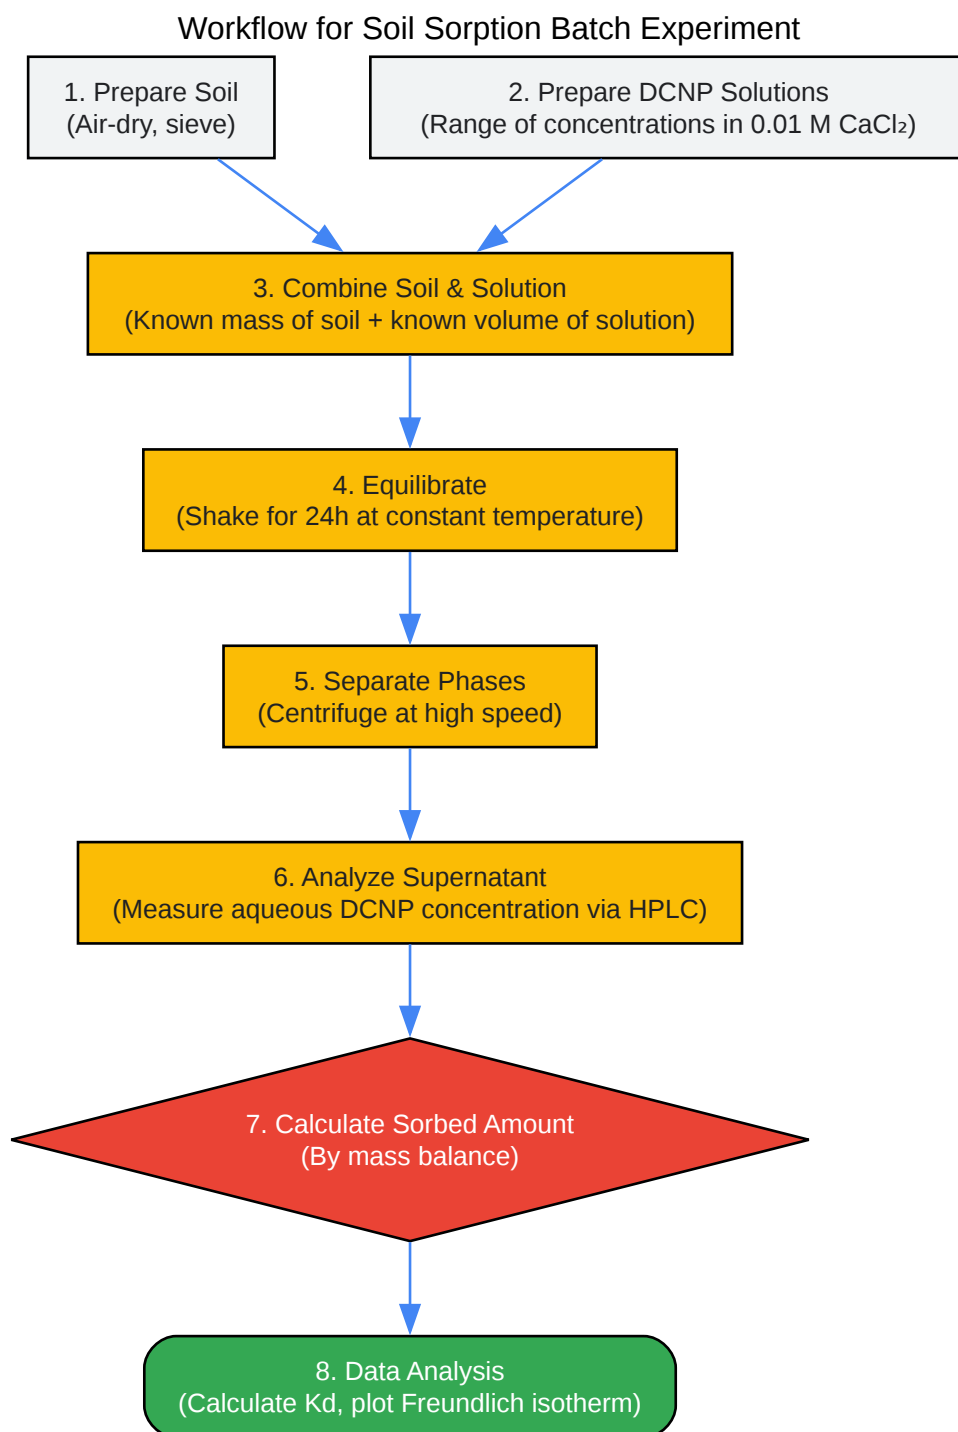 Workflow for Soil Sorption Batch Experiment
1. Prepare Soil
(Air-dry, sieve)
2. Prepare DCNP Solutions
(Range of concentrations in 0.01 M CaCl₂)
3. Combine Soil & Solution
(Known mass of soil + known volume of solution)
4. Equilibrate
(Shake for 24h at constant temperature)
5. Separate Phases
(Centrifuge at high speed)
6. Analyze Supernatant
(Measure aqueous DCNP concentration via HPLC)
7. Calculate Sorbed Amount
(By mass balance)
8. Data Analysis
(Calculate Kd, plot Freundlich isotherm)